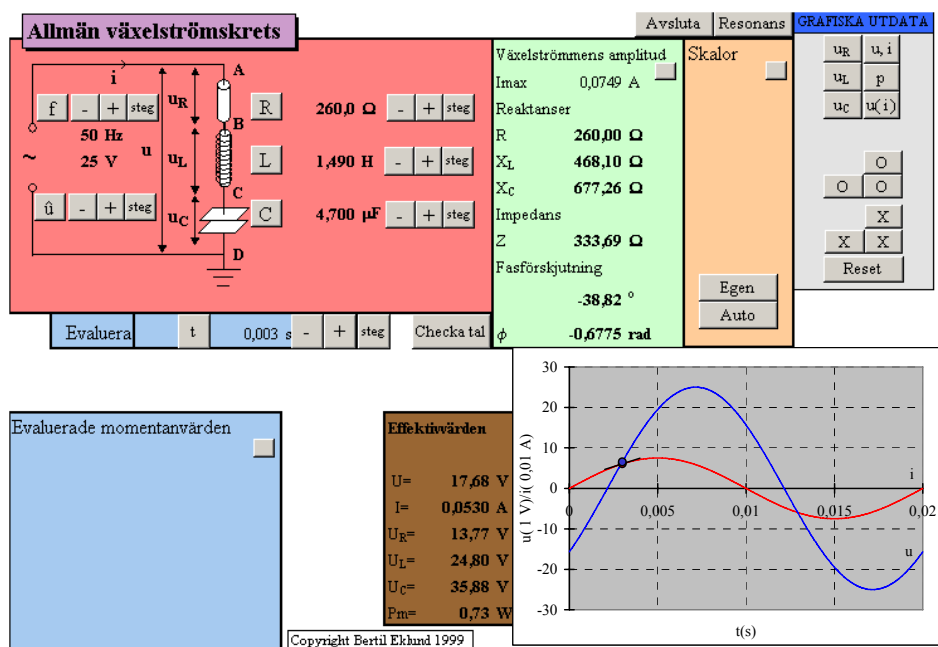 Allmän växelströmskrets
Avsluta Resonans
GRAFISKA UTDATA
i
A
f - + steg
50 Hz
~ 25 V
u
û - + steg
uR
B
uL
C
uC
D
R 260,0 Ω - + steg
L 1,490 H - + steg
C 4,700 µF - + steg
Växelströmmens amplitud
Imax 0,0749 A
Reaktanser
R 260,00 Ω
XL 468,10 Ω
XC 677,26 Ω
Impedans
Z 333,69 Ω
Fasförskjutning
-38,82 °
ϕ -0,6775 rad
Skalor
Egen
Auto
uR u, i
uL p
uC u(i)
O
O O
X
X X
Reset
Evaluera t 0,003 s - + steg
Checka tal
Evaluerade momentanvärden
Effektivvärden
U= 17,68 V
I= 0,0530 A
UR= 13,77 V
UL= 24,80 V
UC= 35,88 V
Pm= 0,73 W
Copyright Bertil Eklund 1999
u(1 V)/i( 0,01 A)
30
20
10
0
-10
-20
-30
0 0,005 0,01 0,015 0,02
i
u
t(s)